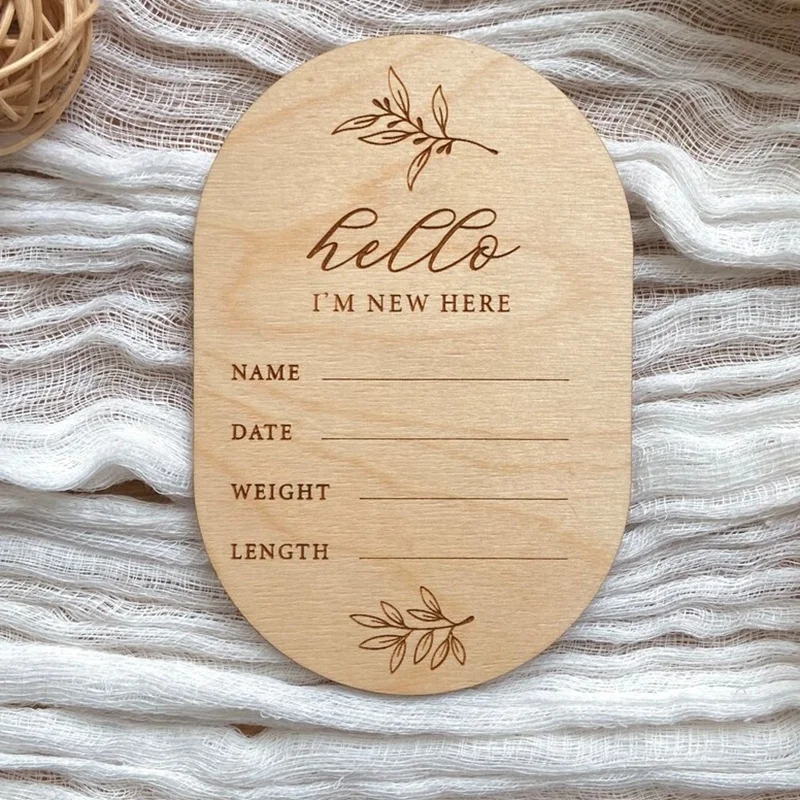 hello
I'M NEW HERE
NAME
DATE
WEIGHT
LENGTH